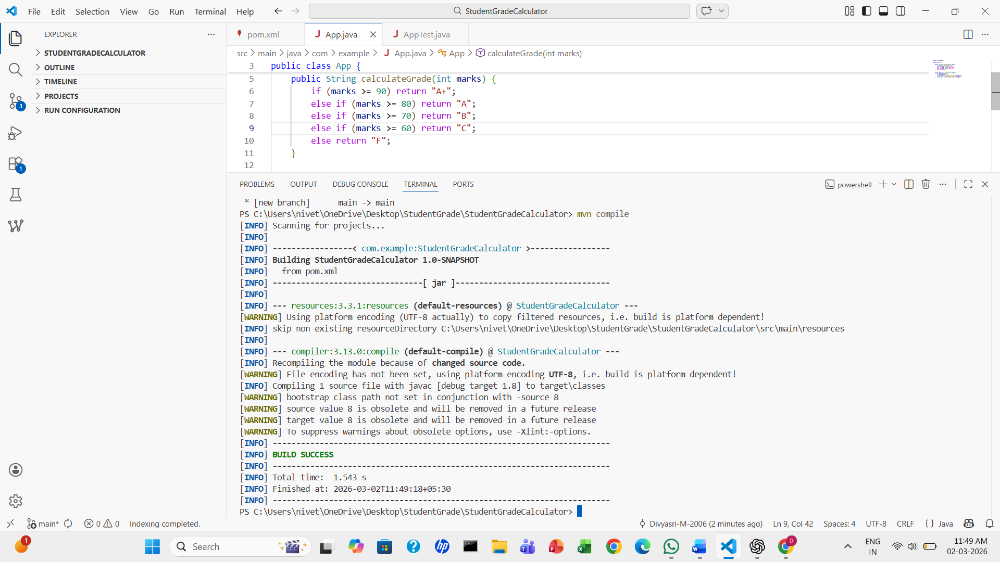 File Edit Selection View Go Run Terminal Help
StudentGradeCalculator
EXPLORER
STUDENTGRADECALCULATOR
OUTLINE
TIMELINE
PROJECTS
RUN CONFIGURATION
3
1
pom.xml
J App.java
J AppTest.java
src > main > java > com > example > J App.java > App > calculateGrade(int marks)
3 public class App {
5 public String calculateGrade(int marks) {
6 if (marks >= 90) return "A+";
7 else if (marks >= 80) return "A";
8 else if (marks >= 70) return "B";
9 else if (marks >= 60) return "C";
10 else return "F";
11 }
12
PROBLEMS OUTPUT DEBUG CONSOLE TERMINAL PORTS
powershell
* [new branch] main -> main
PS C:\Users\nivet\OneDrive\Desktop\StudentGrade\StudentGradeCalculator> mvn compile
[INFO] Scanning for projects...
[INFO]
[INFO] -----------------< com.example:StudentGradeCalculator >-----------------
[INFO] Building StudentGradeCalculator 1.0-SNAPSHOT
[INFO] from pom.xml
[INFO] --------------------------------[ jar ]---------------------------------
[INFO]
[INFO] --- resources:3.3.1:resources (default-resources) @ StudentGradeCalculator ---
[WARNING] Using platform encoding (UTF-8 actually) to copy filtered resources, i.e. build is platform dependent!
[INFO] skip non existing resourceDirectory C:\Users\nivet\OneDrive\Desktop\StudentGrade\StudentGradeCalculator\src\main\resources
[INFO]
[INFO] --- compiler:3.13.0:compile (default-compile) @ StudentGradeCalculator ---
[INFO] Recompiling the module because of changed source code.
[WARNING] File encoding has not been set, using platform encoding UTF-8, i.e. build is platform dependent!
[INFO] Compiling 1 source file with javac [debug target 1.8] to target\classes
[WARNING] bootstrap class path not set in conjunction with -source 8
[WARNING] source value 8 is obsolete and will be removed in a future release
[WARNING] target value 8 is obsolete and will be removed in a future release
[WARNING] To suppress warnings about obsolete options, use -Xlint:-options.
[INFO] ------------------------------------------------------------------------
[INFO] BUILD SUCCESS
[INFO] ------------------------------------------------------------------------
[INFO] Total time: 1.543 s
[INFO] Finished at: 2026-03-02T11:49:18+05:30
[INFO] ------------------------------------------------------------------------
PS C:\Users\nivet\OneDrive\Desktop\StudentGrade\StudentGradeCalculator>
main* 0 0 Indexing completed. Divyasri-M-2006 (2 minutes ago) Ln 9, Col 42 Spaces: 4 UTF-8 CRLF { } Java
1
Search
ENG
IN
11:49 AM
02-03-2026